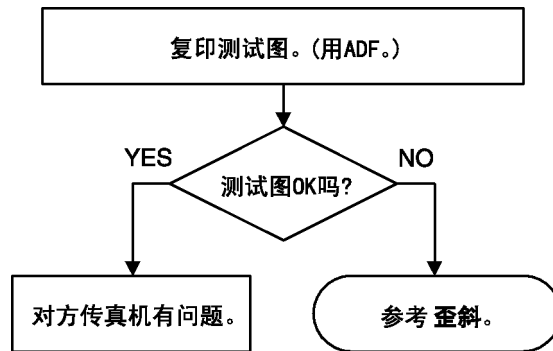 复印测试图。(用ADF。)
YES
NO
测试图OK吗?
对方传真机有问题。
参考 歪斜。